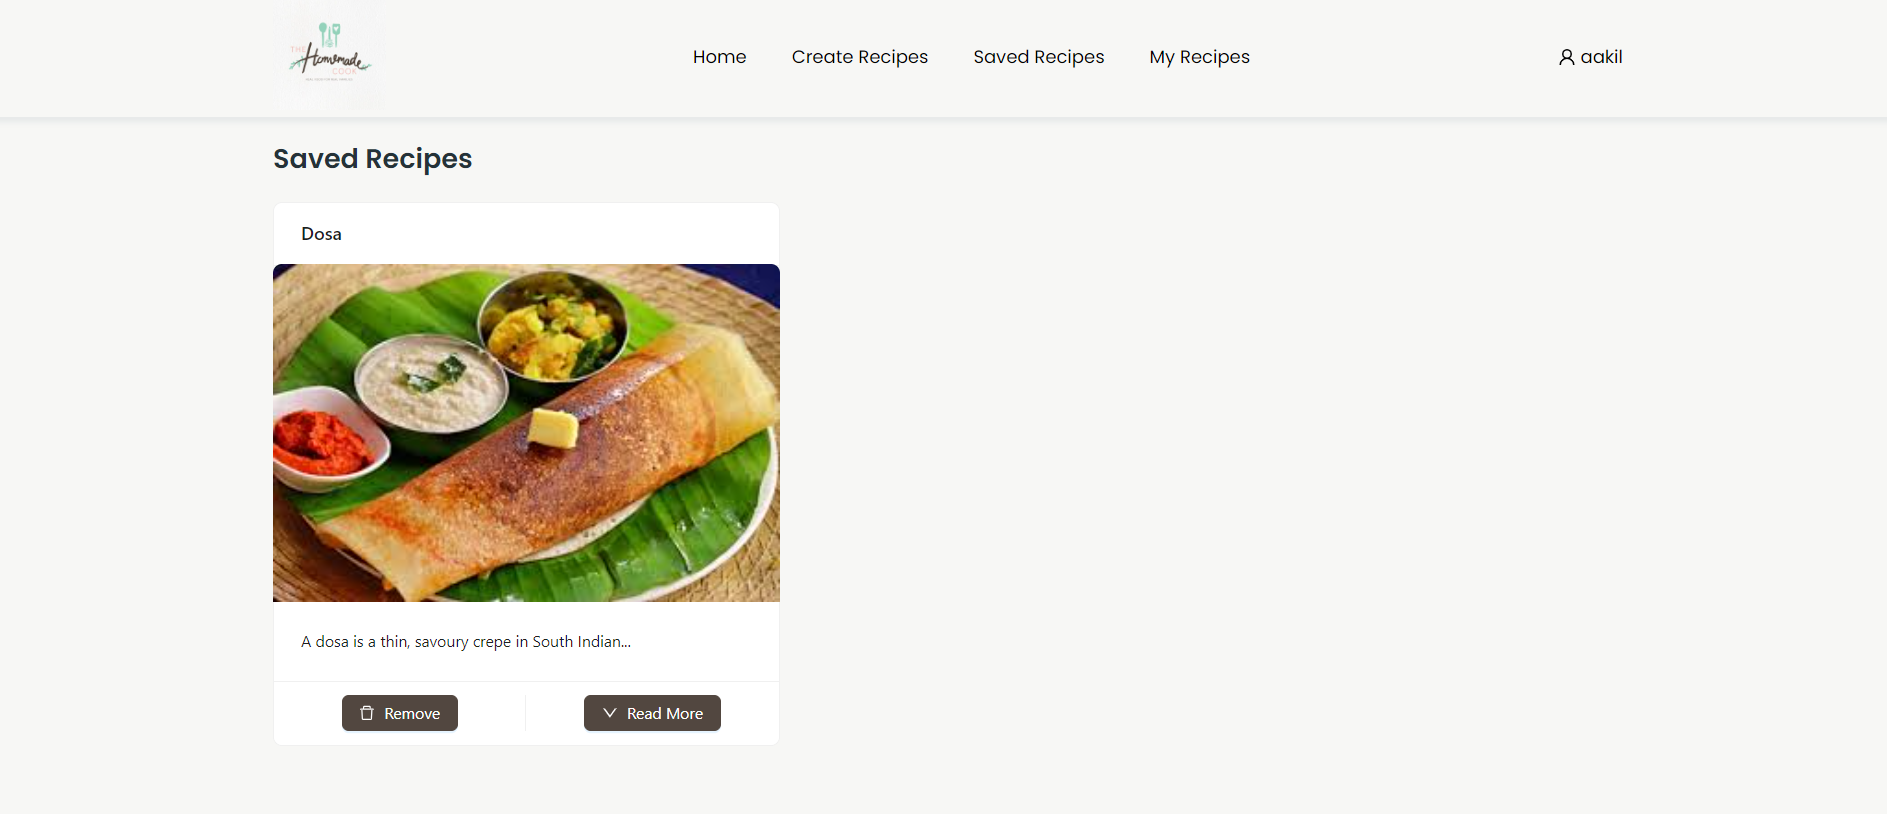 THE
Homemade
COOK
Home
Create Recipes
Saved Recipes
My Recipes
aakil
Saved Recipes
Dosa
A dosa is a thin, savoury crepe in South Indian...
Remove
Read More